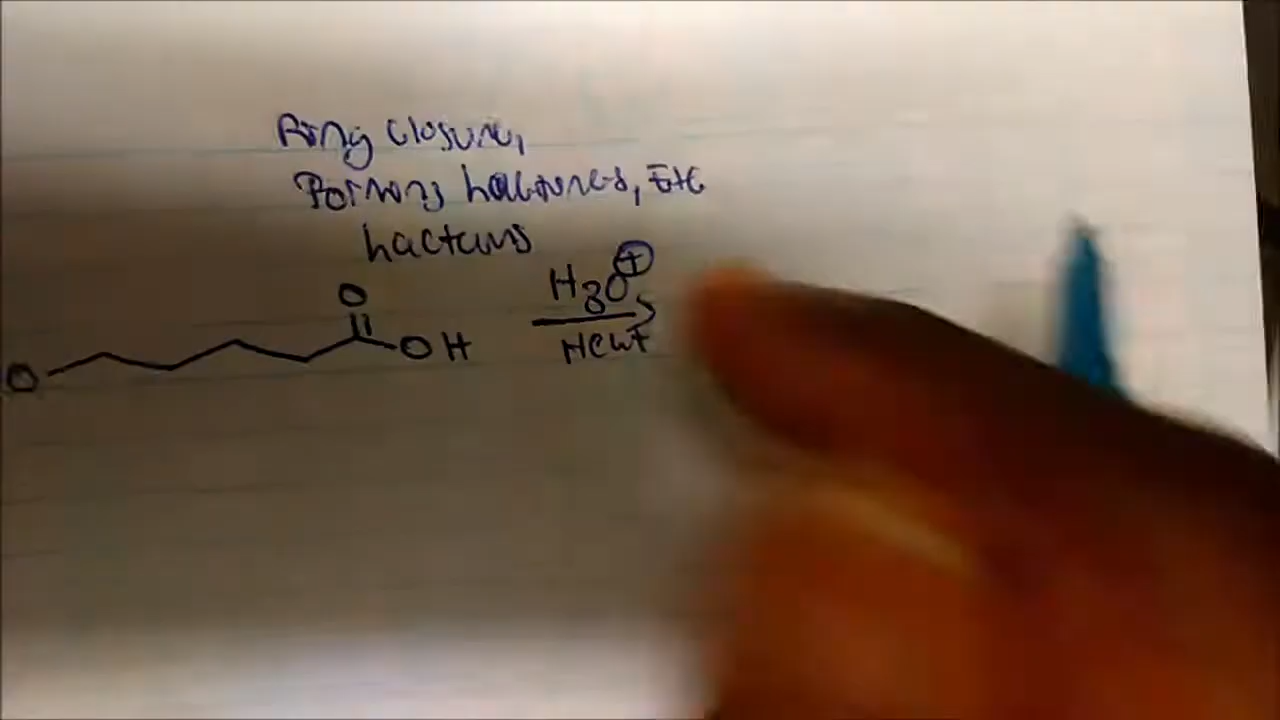 Ring closure,
Forming Lactones, Etc
Lactams
H3O⊕
Heat
O
OH
O